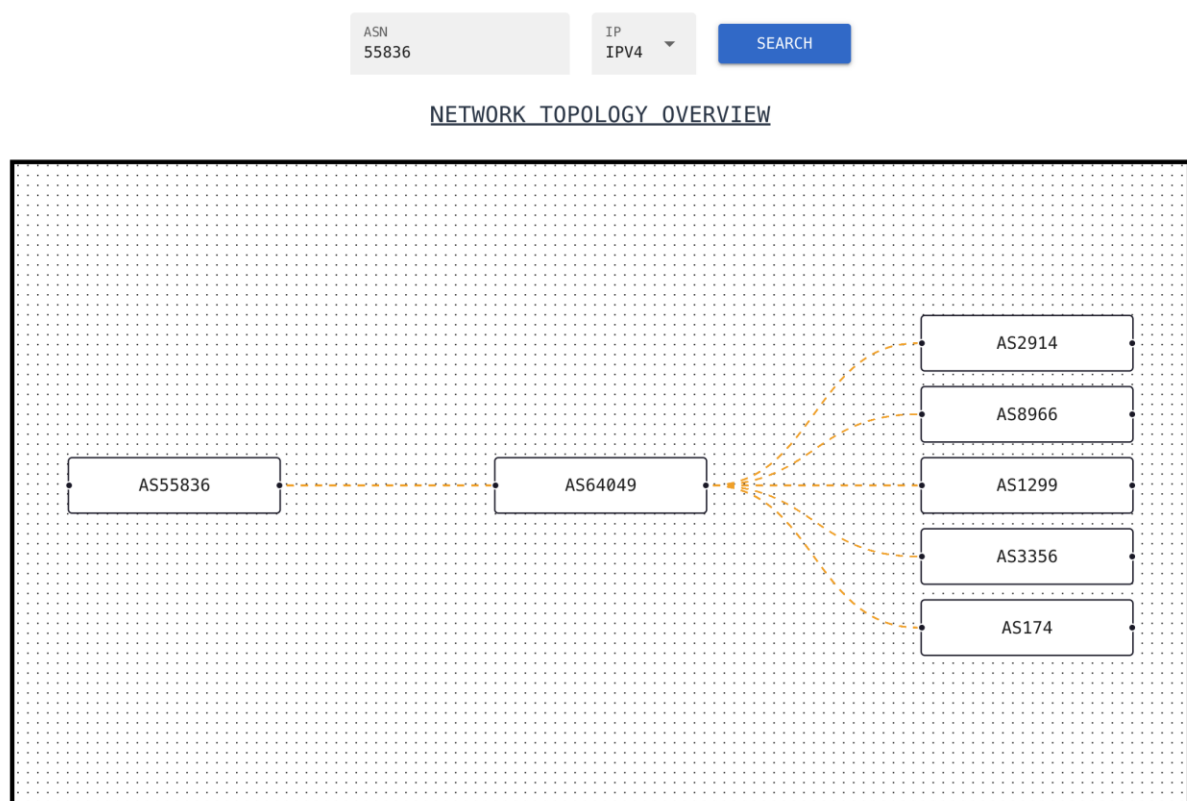 ASN
55836
IP
IPV4
SEARCH
NETWORK TOPOLOGY OVERVIEW
AS2914
AS8966
AS55836
AS64049
AS1299
AS3356
AS174